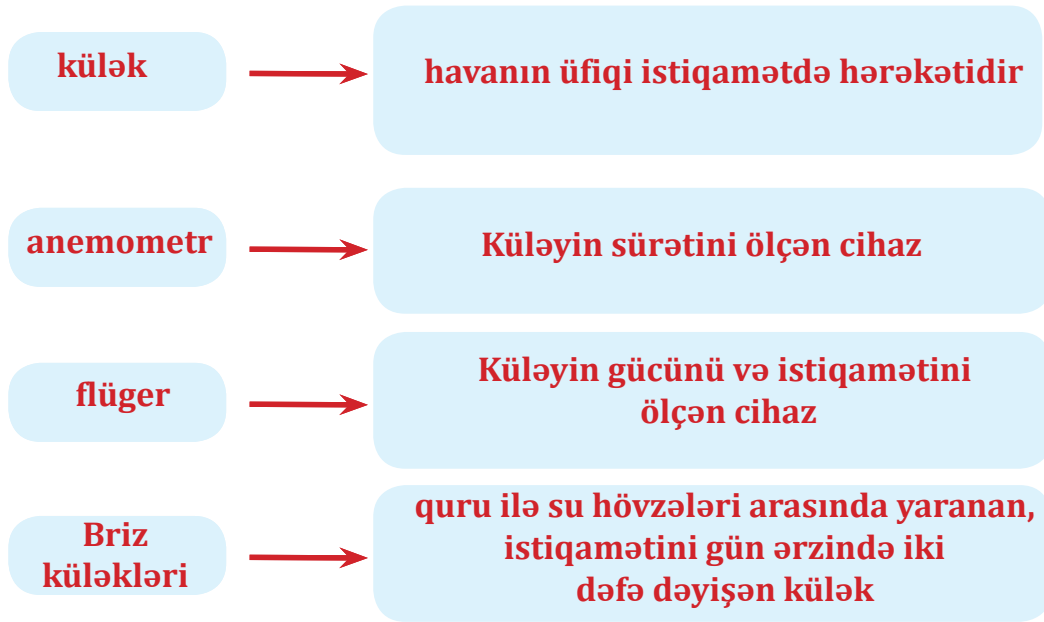 külək
havanın üfiqi istiqamətdə hərəkətidir
anemometr
Küləyin sürətini ölçən cihaz
flüger
Küləyin gücünü və istiqamətini
ölçən cihaz
Briz
küləkləri
quru ilə su hövzələri arasında yaranan,
istiqamətini gün ərzində iki
dəfə dəyişən külək